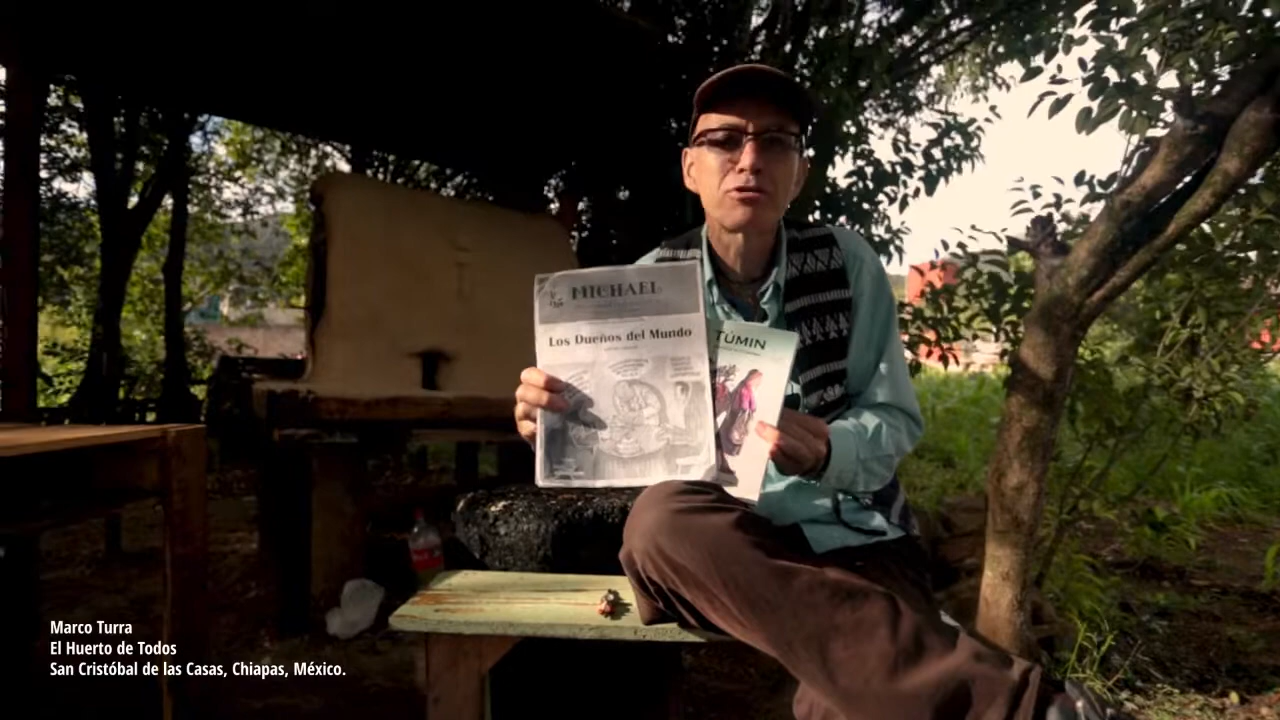 MICHAEL
Los Dueños del Mundo
TÚMIN
Marco Turra
El Huerto de Todos
San Cristóbal de las Casas, Chiapas, México.